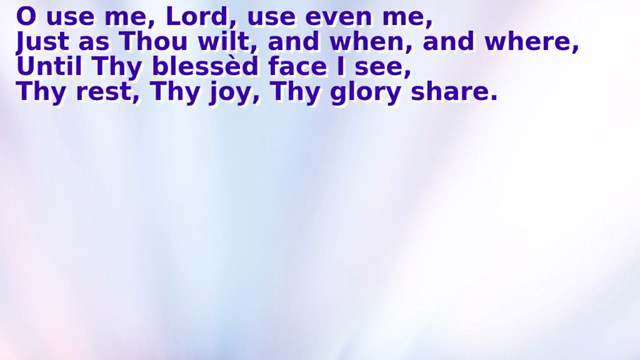 O use me, Lord, use even me,
Just as Thou wilt, and when, and where,
Until Thy blessèd face I see,
Thy rest, Thy joy, Thy glory share.